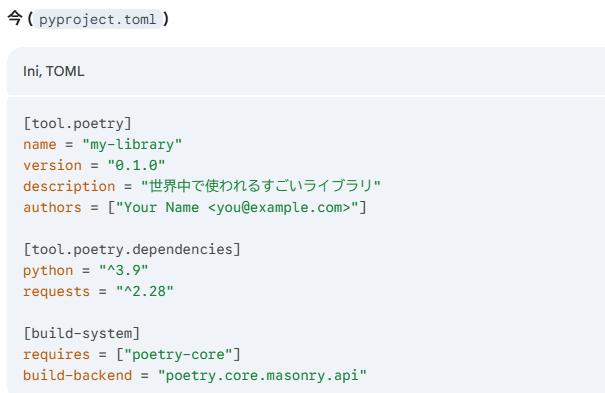 今 (pyproject.toml)
Ini, TOML
[tool.poetry]
name = "my-library"
version = "0.1.0"
description = "世界中で使われるすごいライブラリ"
authors = ["Your Name <you@example.com>"]
[tool.poetry.dependencies]
python = "^3.9"
requests = "^2.28"
[build-system]
requires = ["poetry-core"]
build-backend = "poetry.core.masonry.api"